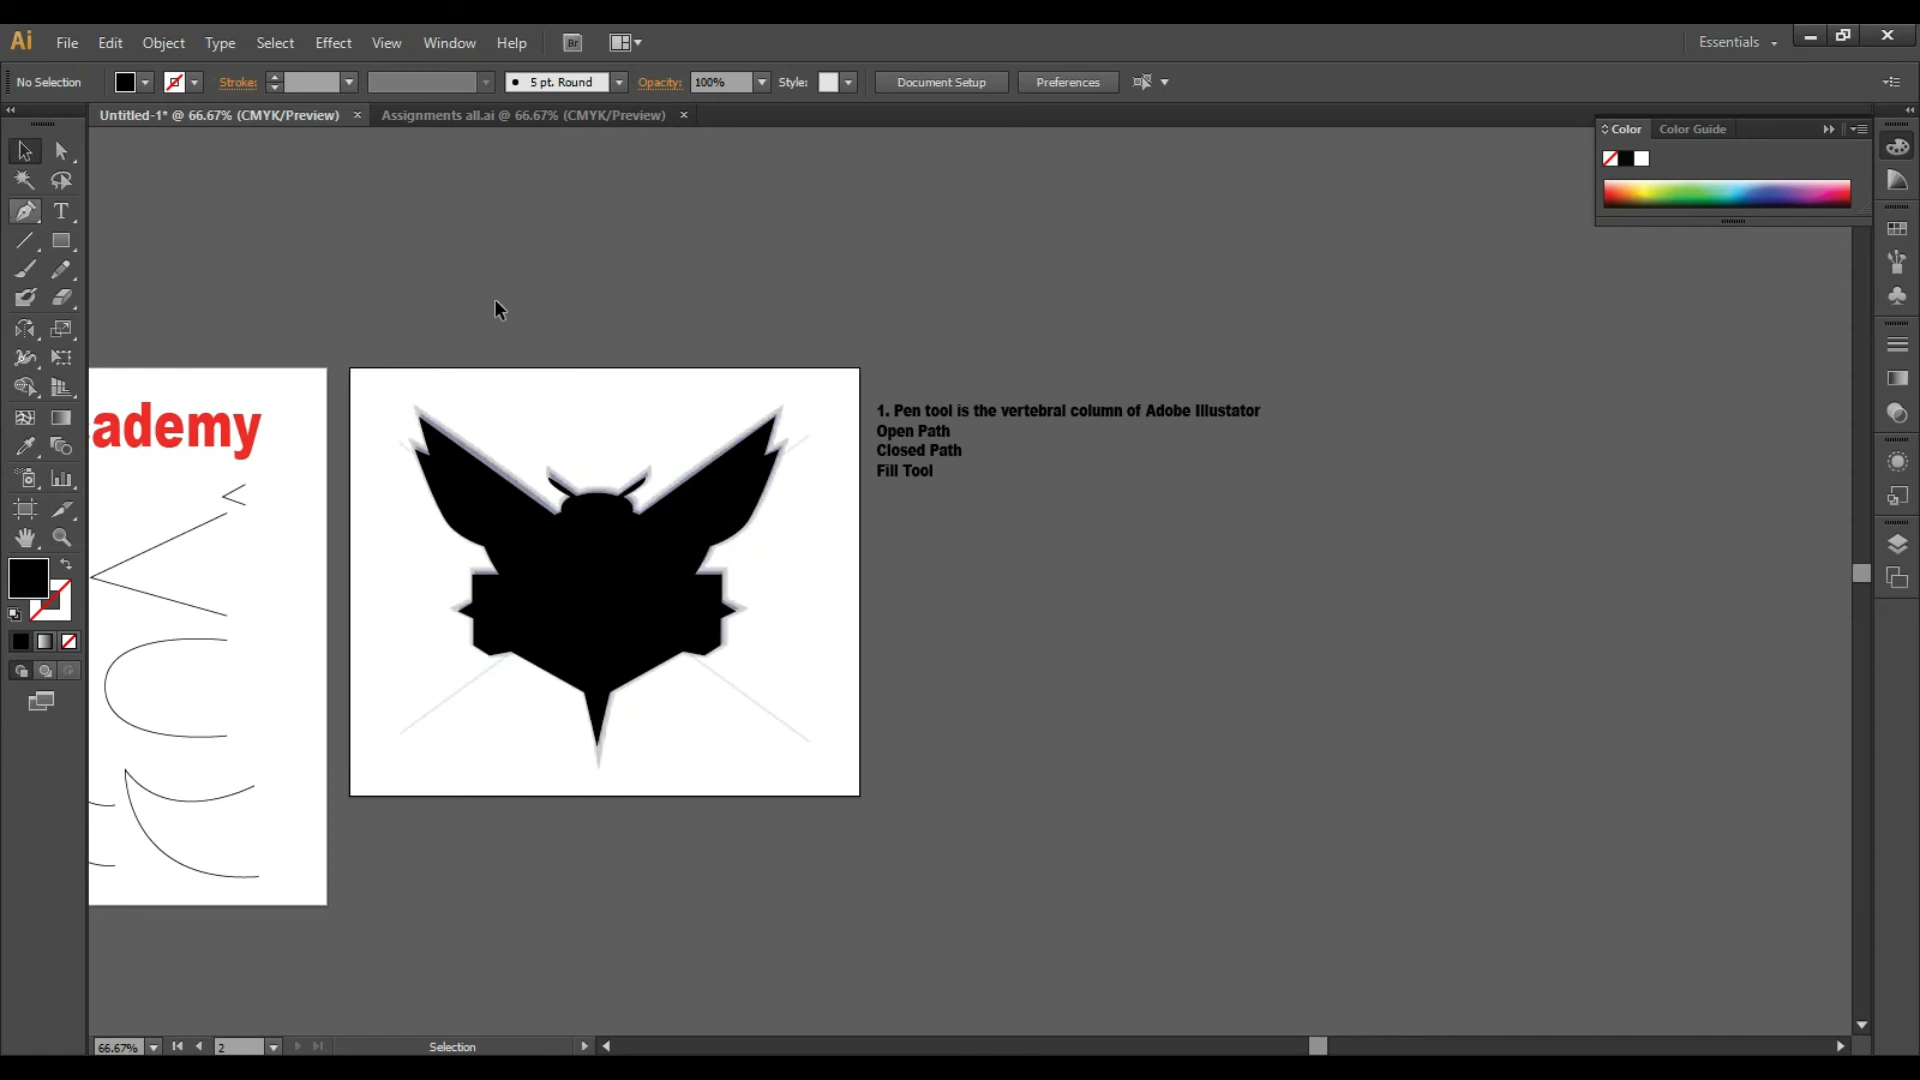 Ai File Edit Object Type Select Effect View Window Help Br Essentials
No Selection Stroke: 5 pt. Round Opacity: 100% Style: Document Setup Preferences
Untitled-1* @ 66.67% (CMYK/Preview) × Assignments all.ai @ 66.67% (CMYK/Preview) ×
Color Color Guide
ademy
1. Pen tool is the vertebral column of Adobe Illustator
Open Path
Closed Path
Fill Tool
66.67% 2 Selection